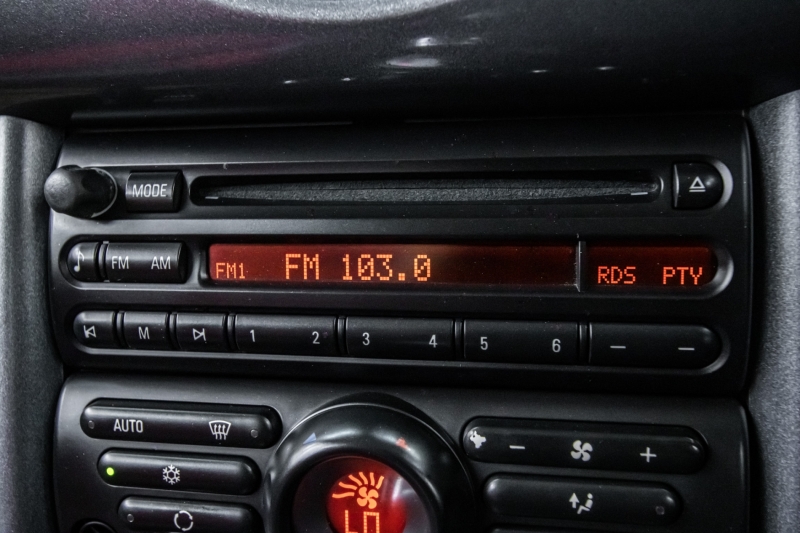 MODE
FM AM
FM1 FM 103.0 RDS PTY
M 1 2 3 4 5 6
AUTO
LO